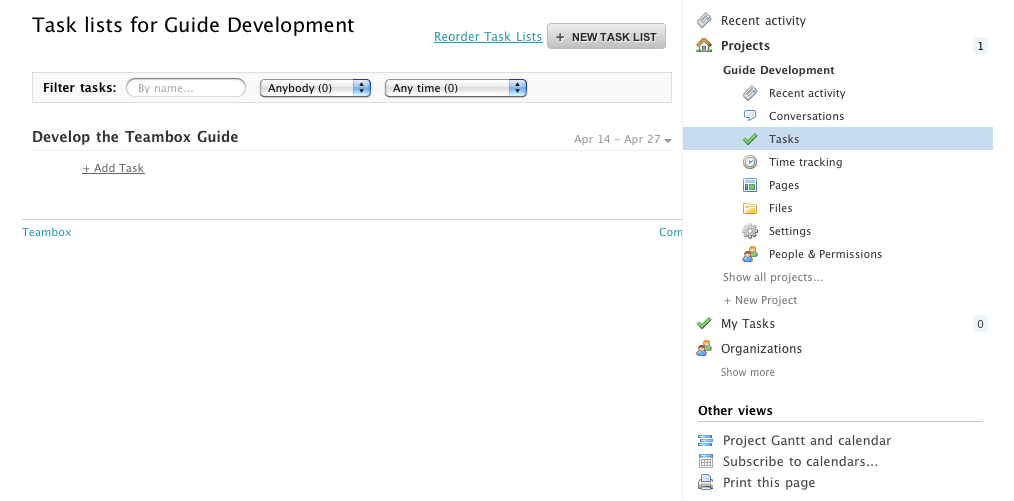 Task lists for Guide Development
Reorder Task Lists
+ NEW TASK LIST
Filter tasks:
By name...
Anybody (0)
Any time (0)
Develop the Teambox Guide
Apr 14 - Apr 27
+ Add Task
Teambox
Com
Recent activity
Projects
1
Guide Development
Recent activity
Conversations
Tasks
Time tracking
Pages
Files
Settings
People & Permissions
Show all projects...
+ New Project
My Tasks
0
Organizations
Show more
Other views
Project Gantt and calendar
Subscribe to calendars...
Print this page